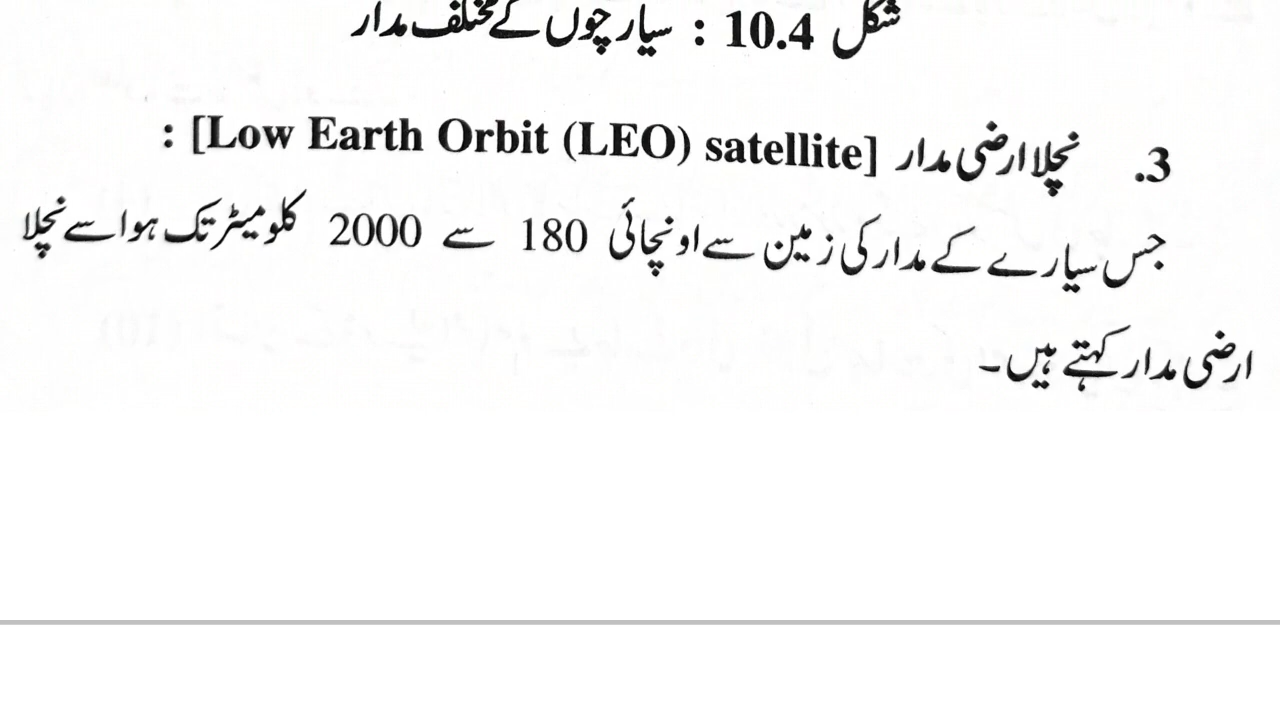 شکل 10.4 : سیارچوں کے مختلف مدار
3. نچلا ارضی مدار [Low Earth Orbit (LEO) satellite] :
جس سیارے کے مدار کی زمین سے اونچائی 180 سے 2000 کلومیٹر تک ہو اسے نچلا
ارضی مدار کہتے ہیں۔